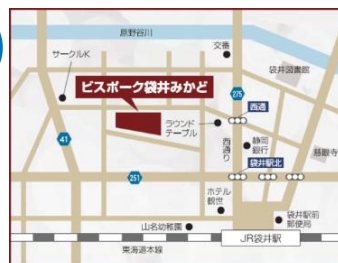 原野谷川
交番
サークルK
袋井図書館
ビスポーク袋井みかど
275
西通
ラウンド
テーブル
西通り
静岡
銀行
慈眼寺
41
251
袋井駅北
ホテル
観世
袋井駅前
郵便局
山名幼稚園
JR袋井駅
東海道本線